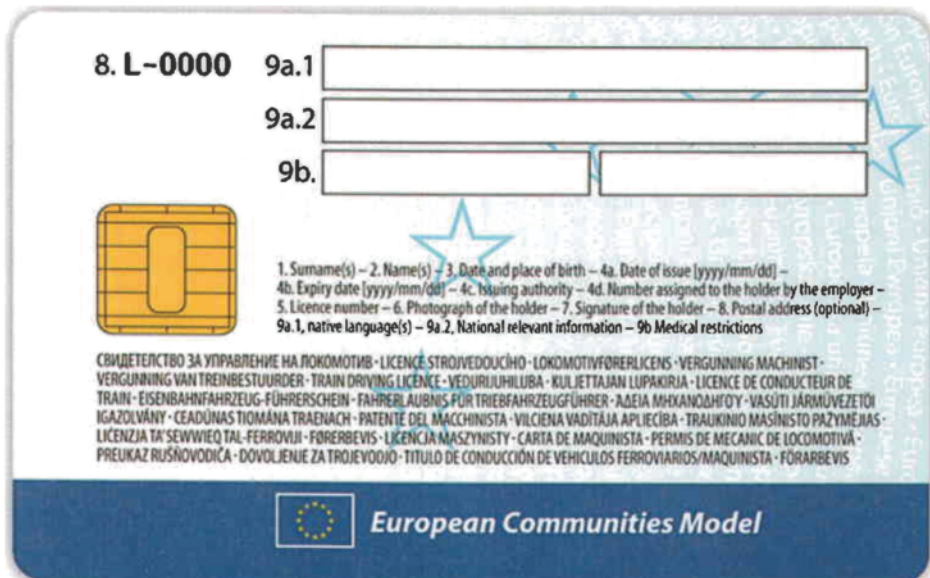 8. L-0000 9a.1
9a.2
9b.
1. Surname(s) – 2. Name(s) – 3. Date and place of birth – 4a. Date of issue [yyyy/mm/dd] –
4b. Expiry date [yyyy/mm/dd] – 4c. Issuing authority – 4d. Number assigned to the holder by the employer –
5. Licence number – 6. Photograph of the holder – 7. Signature of the holder – 8. Postal address (optional) –
9a.1, native language(s) – 9a.2, National relevant information – 9b Medical restrictions
СВИДЕТЕЛСТВО ЗА УПРАВЛЕНИЕ НА ЛОКОМОТИВ · LICENCE STROJVEDOUCÍHO · LOKOMOTIVFØRERLICENS · VERGUNNING MACHINIST ·
VERGUNNING VAN TREINBESTUURDER · TRAIN DRIVING LICENCE · VEDURIJUHILUBA · KULJETTAJAN LUPAKIRJA · LICENCE DE CONDUCTEUR DE
TRAIN · EISENBAHNFAHRZEUG-FÜHRERSCHEIN · FAHRERLAUBNIS FÜR TRIEBFAHRZEUGFÜHRER · ΑΔΕΙΑ ΜΗΧΑΝΟΔΗΓΟΥ · VASÚTI JÁRMŰVEZETŐI
IGAZOLVÁNY · CEADÚNAS TIOMÁNA TRAENACH · PATENTE DEL MACCHINISTA · VILCIENA VADĪTĀJA APLIECĪBA · TRAUKINIO MAŠINISTO PAŽYMĖJIAS ·
LIĊENZJA TA' SEWWIEQ TAL-FERROVIJI · FØRERBEVIS · LICENCJA MASZYNISTY · CARTA DE MAQUINISTA · PERMIS DE MECANIC DE LOCOMOTIVĂ ·
PREUKAZ RUŠŇOVODIČA · DOVOLJENJE ZA TROJEVODJO · TITULO DE CONDUCCIÓN DE VEHICULOS FERROVIARIOS/MAQUINISTA · FÖRARBEVIS
European Communities Model